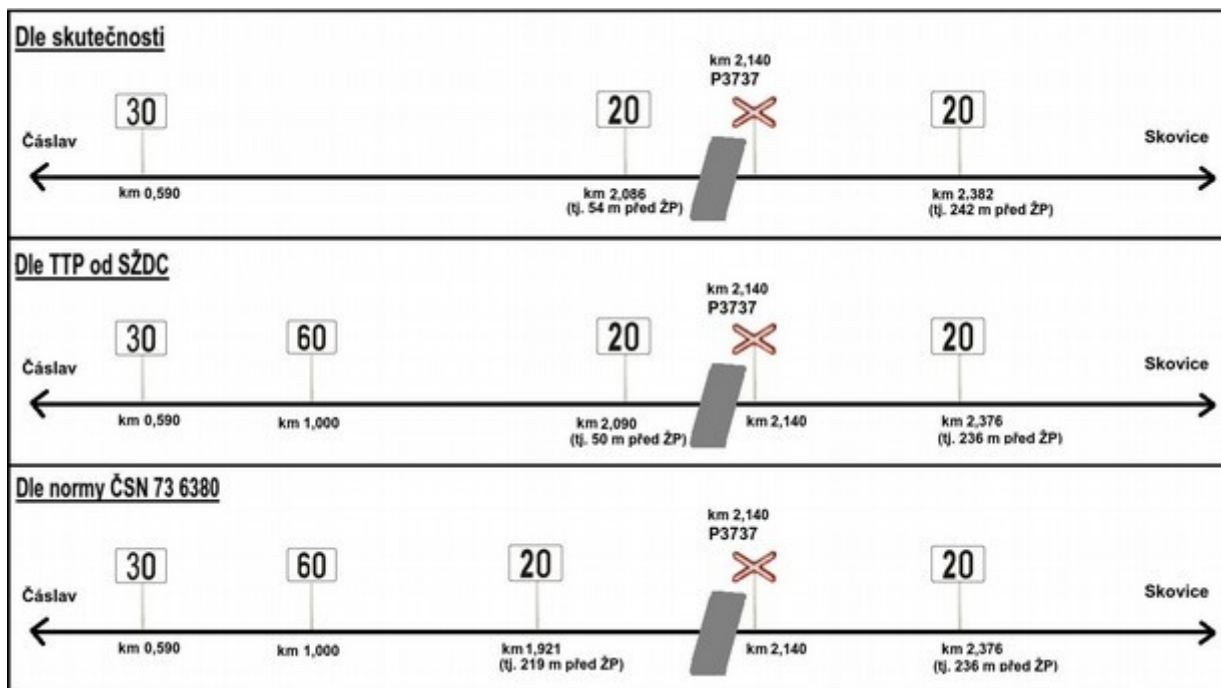 Dle skutečnosti
km 2,140
P3737
30
20
20
Čáslav
Skovice
km 0,590
km 2,086
(tj. 54 m před ŽP)
km 2,382
(tj. 242 m před ŽP)
Dle TTP od SŽDC
km 2,140
P3737
30
60
20
20
Čáslav
Skovice
km 0,590
km 1,000
km 2,090
(tj. 50 m před ŽP)
km 2,140
km 2,376
(tj. 236 m před ŽP)
Dle normy ČSN 73 6380
km 2,140
P3737
30
60
20
20
Čáslav
Skovice
km 0,590
km 1,000
km 1,921
(tj. 219 m před ŽP)
km 2,140
km 2,376
(tj. 236 m před ŽP)